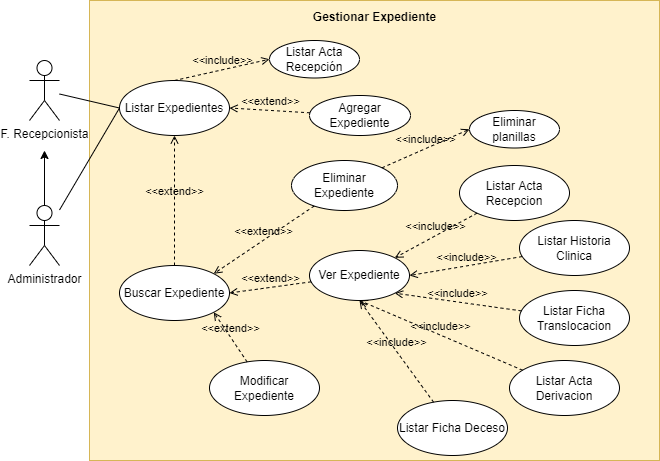 Gestionar Expediente
Listar Acta
Recepción
<<include>>
Listar Expedientes
<<extend>>
Agregar
Expediente
F. Recepcionista
Eliminar
planillas
<<include>>
Eliminar
Expediente
<<extend>>
Listar Acta
Recepcion
<<extend>>
<<include>>
Listar Historia
Clinica
Administrador
Buscar Expediente
<<extend>>
Ver Expediente
<<include>>
<<include>>
Listar Ficha
Translocacion
<<extend>>
<<include>>
<<include>>
Modificar
Expediente
Listar Acta
Derivacion
Listar Ficha Deceso